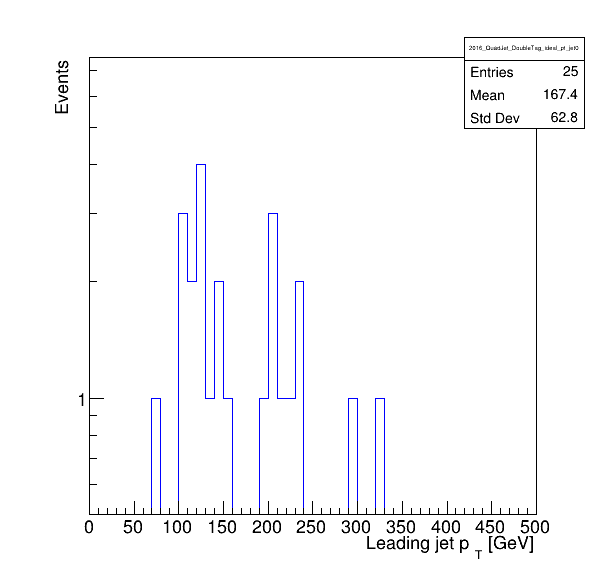 2016_QuadJet_DoubleTag_ideal_pt_jet0
Entries 25
Mean 167.4
Std Dev 62.8
Events
1
0 50 100 150 200 250 300 350 400 450 500
Leading jet p T [GeV]